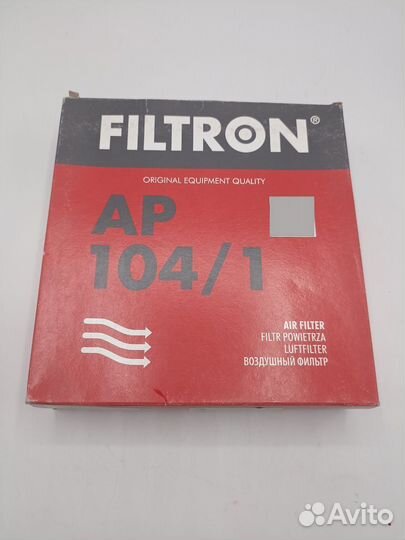 FILTRON®
ORIGINAL EQUIPMENT QUALITY
AP
104/1
AIR FILTER
FILTR POWIETRZA
LUFTFILTER
ВОЗДУШНЫЙ ФИЛЬТР
Avito